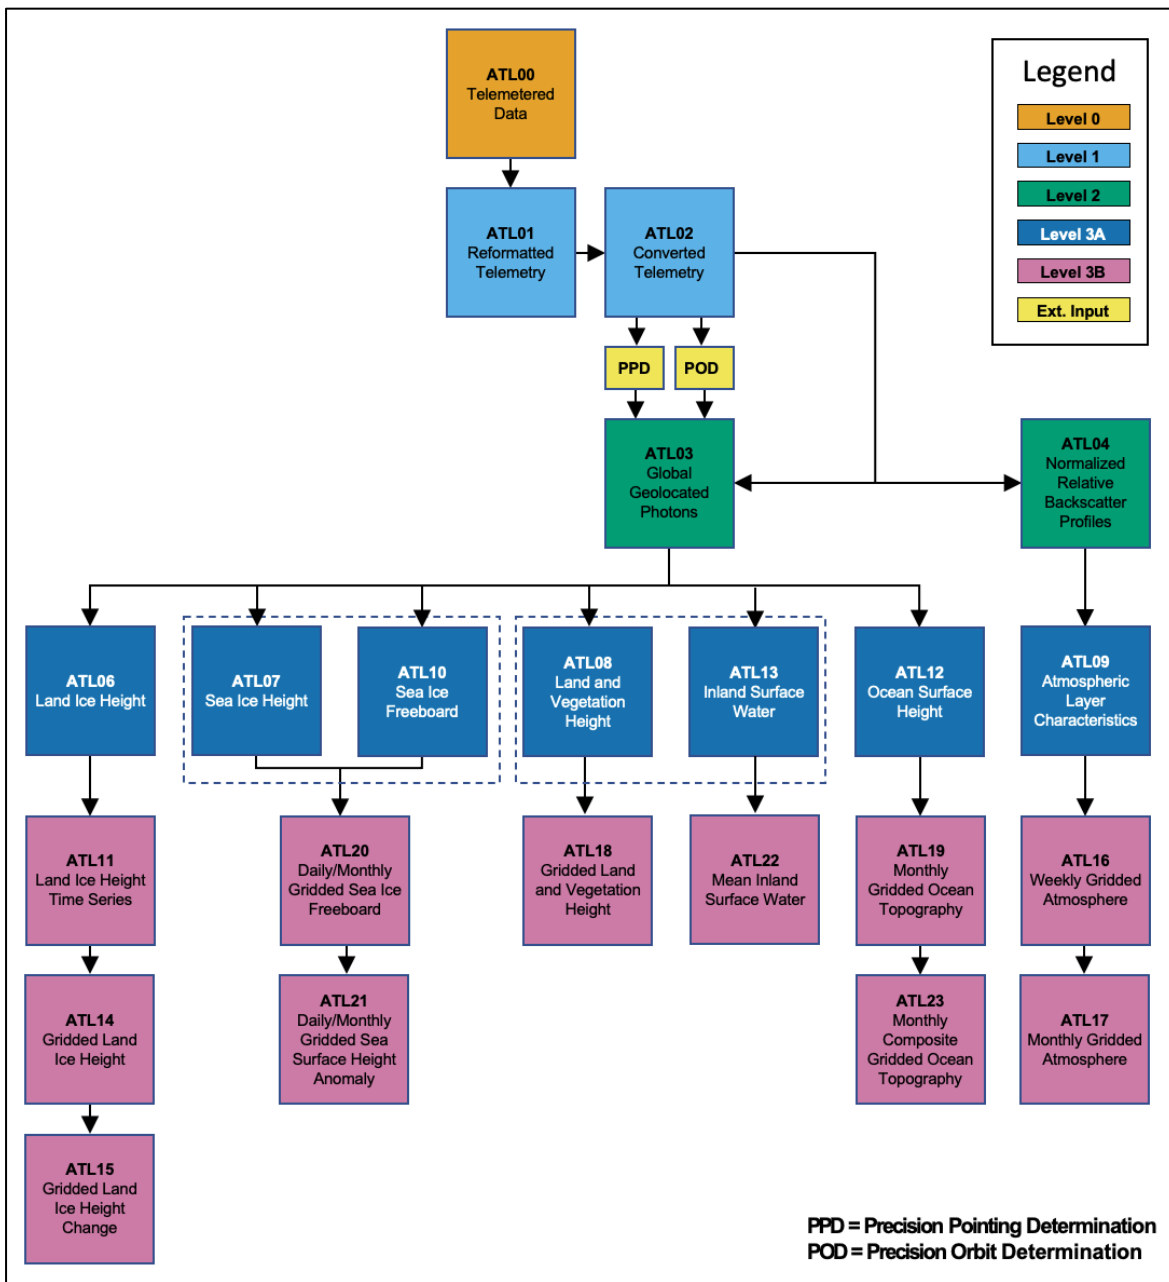 ATL00
Telemetered
Data
Legend
Level 0
Level 1
Level 2
Level 3A
Level 3B
Ext. Input
ATL01
Reformatted
Telemetry
ATL02
Converted
Telemetry
PPD
POD
ATL03
Global
Geolocated
Photons
ATL04
Normalized
Relative
Backscatter
Profiles
ATL06
Land Ice Height
ATL07
Sea Ice Height
ATL10
Sea Ice
Freeboard
ATL08
Land and
Vegetation
Height
ATL13
Inland Surface
Water
ATL12
Ocean Surface
Height
ATL09
Atmospheric
Layer
Characteristics
ATL11
Land Ice Height
Time Series
ATL20
Daily/Monthly
Gridded Sea Ice
Freeboard
ATL18
Gridded Land
and Vegetation
Height
ATL22
Mean Inland
Surface Water
ATL19
Monthly
Gridded Ocean
Topography
ATL16
Weekly Gridded
Atmosphere
ATL14
Gridded Land
Ice Height
ATL21
Daily/Monthly
Gridded Sea
Surface Height
Anomaly
ATL23
Monthly
Composite
Gridded Ocean
Topography
ATL17
Monthly Gridded
Atmosphere
ATL15
Gridded Land
Ice Height
Change
PPD = Precision Pointing Determination
POD = Precision Orbit Determination